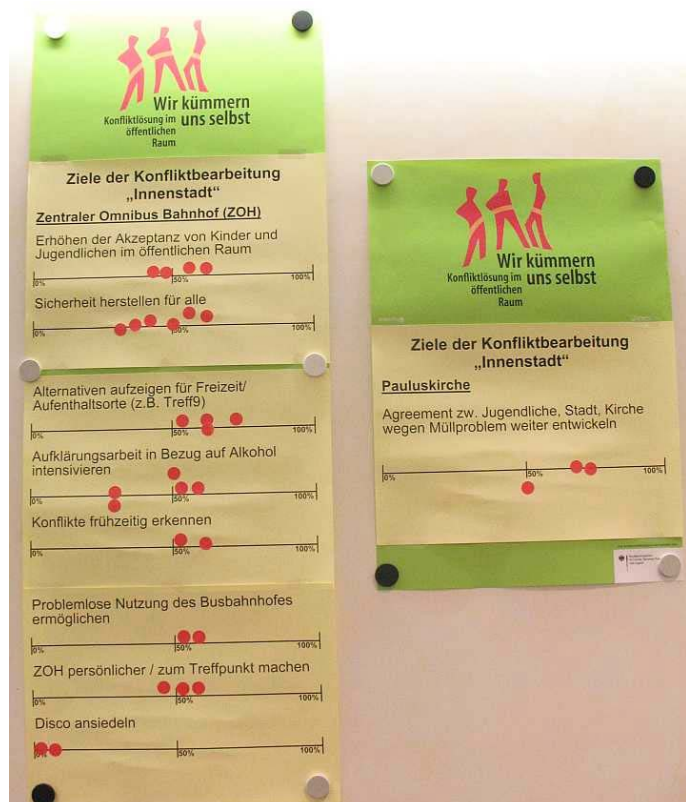 Wir kümmern
Konfliktlösung im uns selbst
öffentlichen
Raum
Ziele der Konfliktbearbeitung
„Innenstadt“
Zentraler Omnibus Bahnhof (ZOH)
Erhöhen der Akzeptanz von Kinder und
Jugendlichen im öffentlichen Raum
0% 50% 100%
Sicherheit herstellen für alle
0% 50% 100%
Alternativen aufzeigen für Freizeit/
Aufenthaltsorte (z.B. Treff9)
0% 50% 100%
Aufklärungsarbeit in Bezug auf Alkohol
intensivieren
0% 50% 100%
Konflikte frühzeitig erkennen
0% 50% 100%
Problemlose Nutzung des Busbahnhofes
ermöglichen
0% 50% 100%
ZOH persönlicher / zum Treffpunkt machen
0% 50% 100%
Disco ansiedeln
50% 100%
Wir kümmern
Konfliktlösung im uns selbst
öffentlichen
Raum
Ziele der Konfliktbearbeitung
„Innenstadt“
Pauluskirche
Agreement zw. Jugendliche, Stadt, Kirche
wegen Müllproblem weiter entwickeln
0% 50% 100%